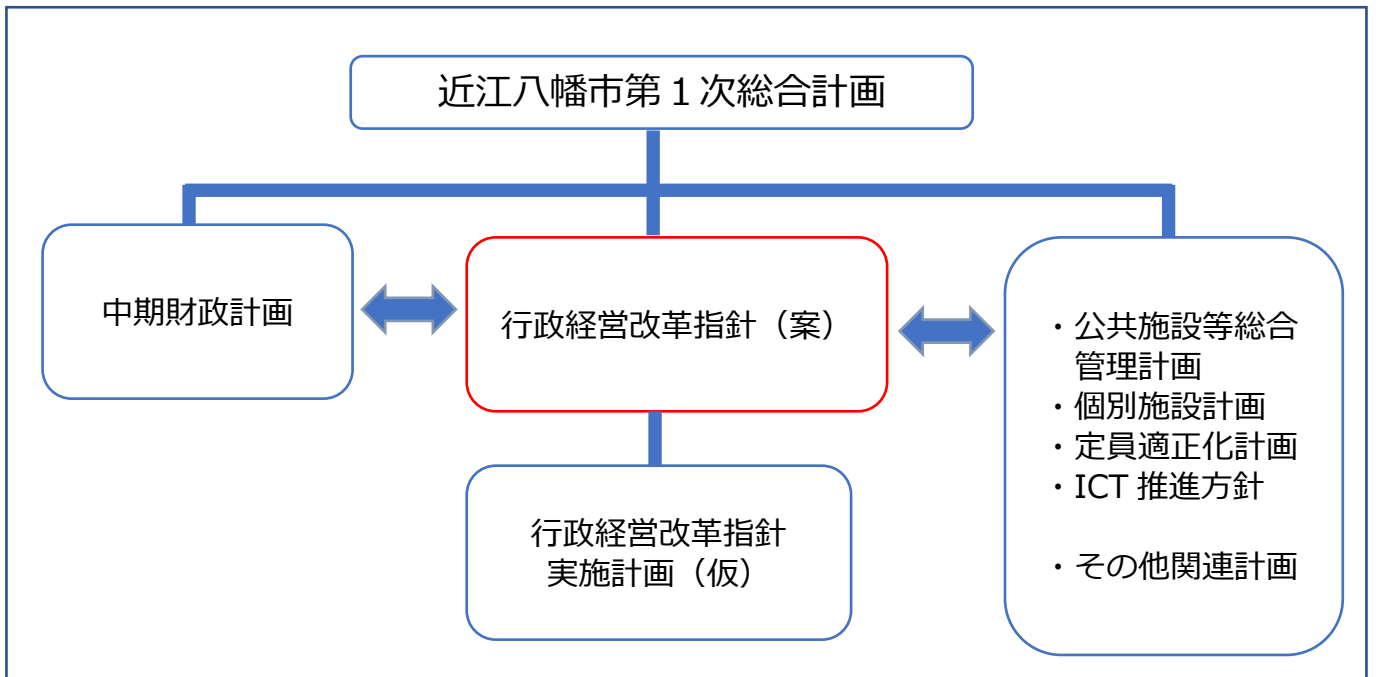 近江八幡市第１次総合計画
中期財政計画
行政経営改革指針（案）
行政経営改革指針
実施計画（仮）
・公共施設等総合
管理計画
・個別施設計画
・定員適正化計画
・ICT 推進方針
・その他関連計画